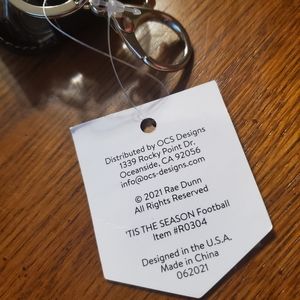 Distributed by OCS Designs
1339 Rocky Point Dr.
Oceanside, CA 92056
info@ocs-designs.com
© 2021 Rae Dunn
All Rights Reserved
'TIS THE SEASON Football
Item #R0304
Designed in the U.S.A.
Made in China
062021